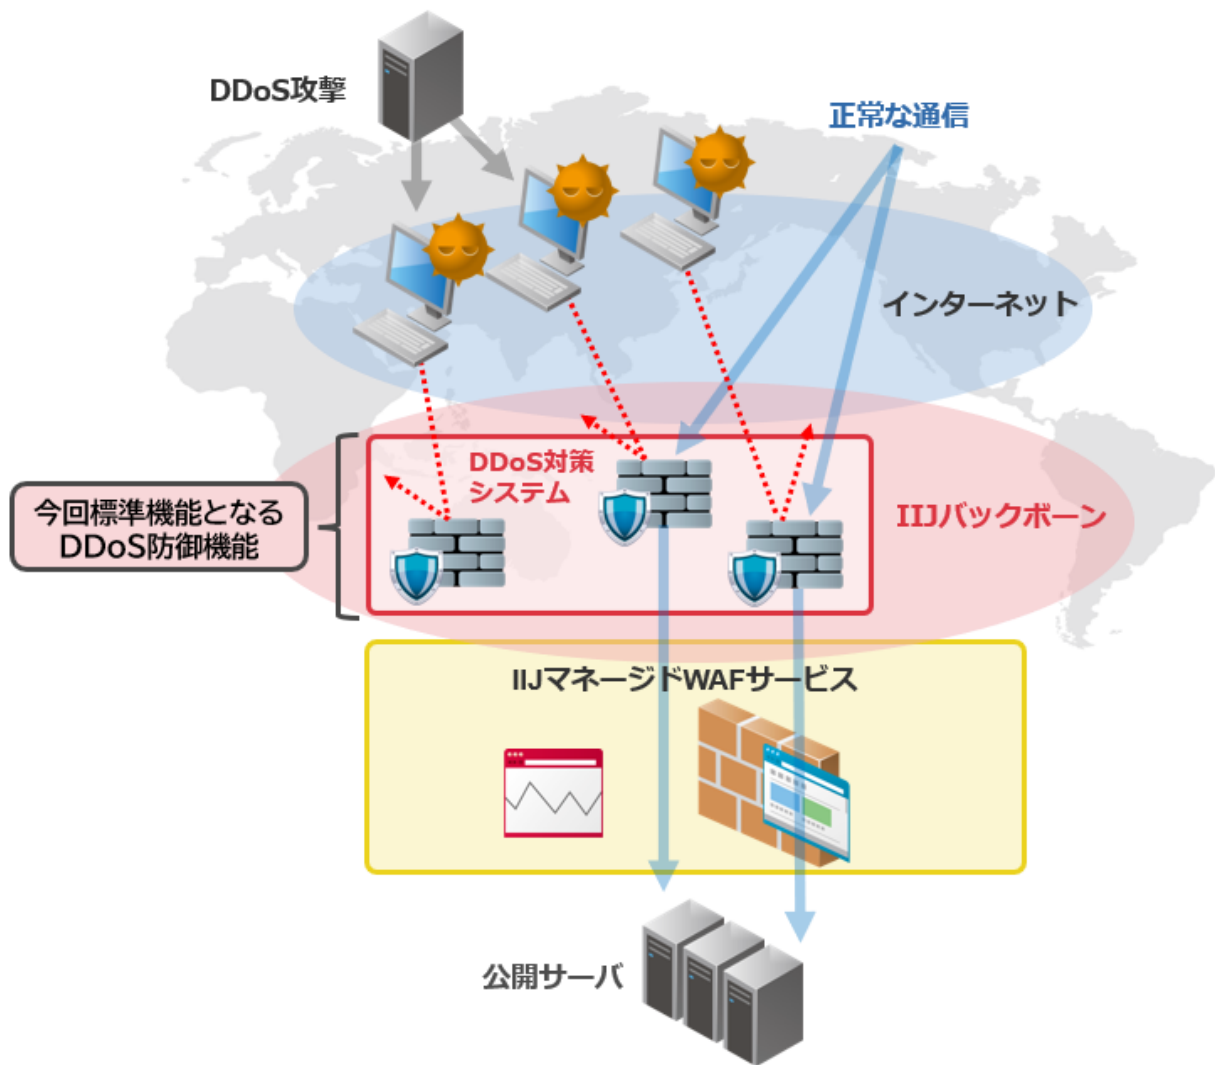 DDoS攻撃
正常な通信
インターネット
DDoS対策
システム
今回標準機能となる
DDoS防御機能
IIJバックボーン
IIJマネージドWAFサービス
公開サーバ